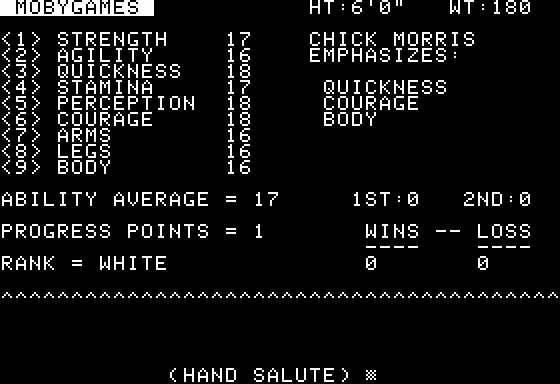 MOBYGAMES HT:6'0" WT:180
<1> STRENGTH 17 CHICK MORRIS
<2> AGILITY 16 EMPHASIZES:
<3> QUICKNESS 18
<4> STAMINA 17 QUICKNESS
<5> PERCEPTION 18 COURAGE
<6> COURAGE 18 BODY
<7> ARMS 16
<8> LEGS 16
<9> BODY 16
ABILITY AVERAGE = 17 1ST:0 2ND:0
PROGRESS POINTS = 1 WINS -- LOSS
---- ----
RANK = WHITE 0 0
^^^^^^^^^^^^^^^^^^^^^^^^^^^^^^^^^^^^^^^^
(HAND SALUTE) ※